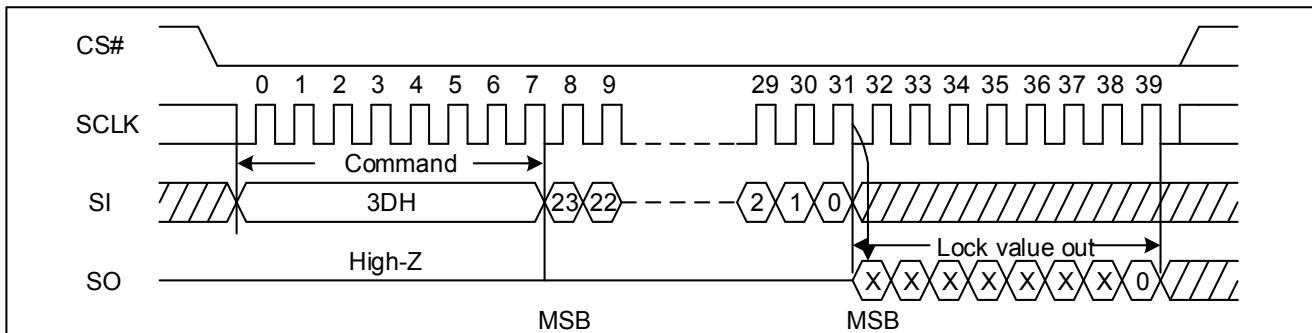 CS#
0 1 2 3 4 5 6 7 8 9 29 30 31 32 33 34 35 36 37 38 39
SCLK
Command
SI 3DH 23 22 2 1 0
High-Z
Lock value out
SO X X X X X X X 0
MSB MSB